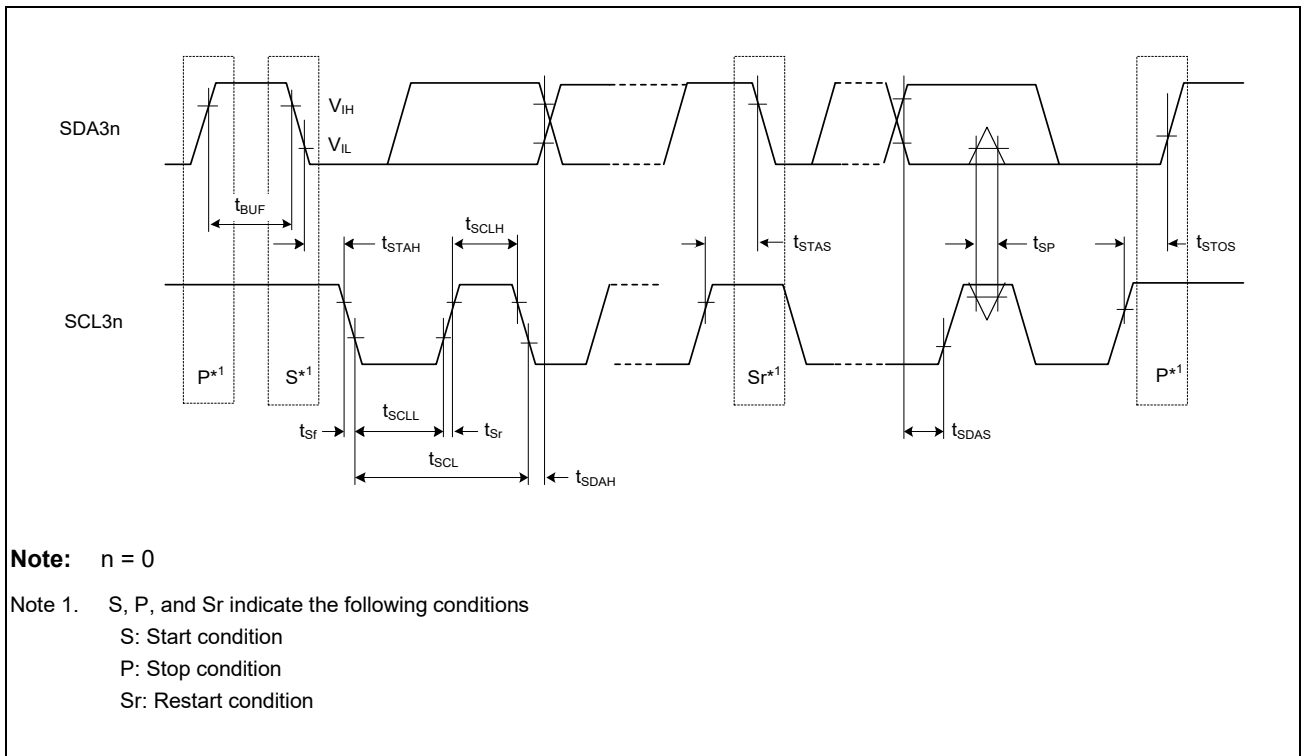 SDA3n
V_IH
V_IL
t_BUF
t_STAH
t_SCLH
t_STAS
t_SP
t_STOS
SCL3n
P*1
S*1
Sr*1
P*1
t_Sf
t_SCLL
t_Sr
t_SDAS
t_SCL
t_SDAH
Note: n = 0
Note 1. S, P, and Sr indicate the following conditions
S: Start condition
P: Stop condition
Sr: Restart condition